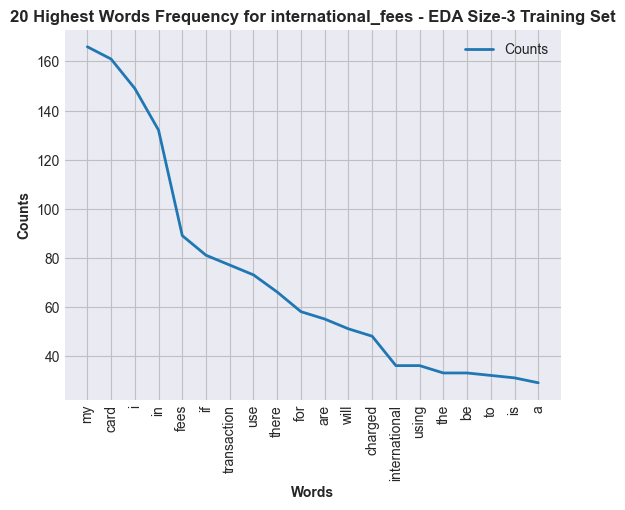 20 Highest Words Frequency for international_fees - EDA Size-3 Training Set
Counts
160
140
120
100
80
60
40
Counts
my
card
i
in
fees
if
transaction
use
there
for
are
will
charged
international
using
the
be
to
is
a
Words